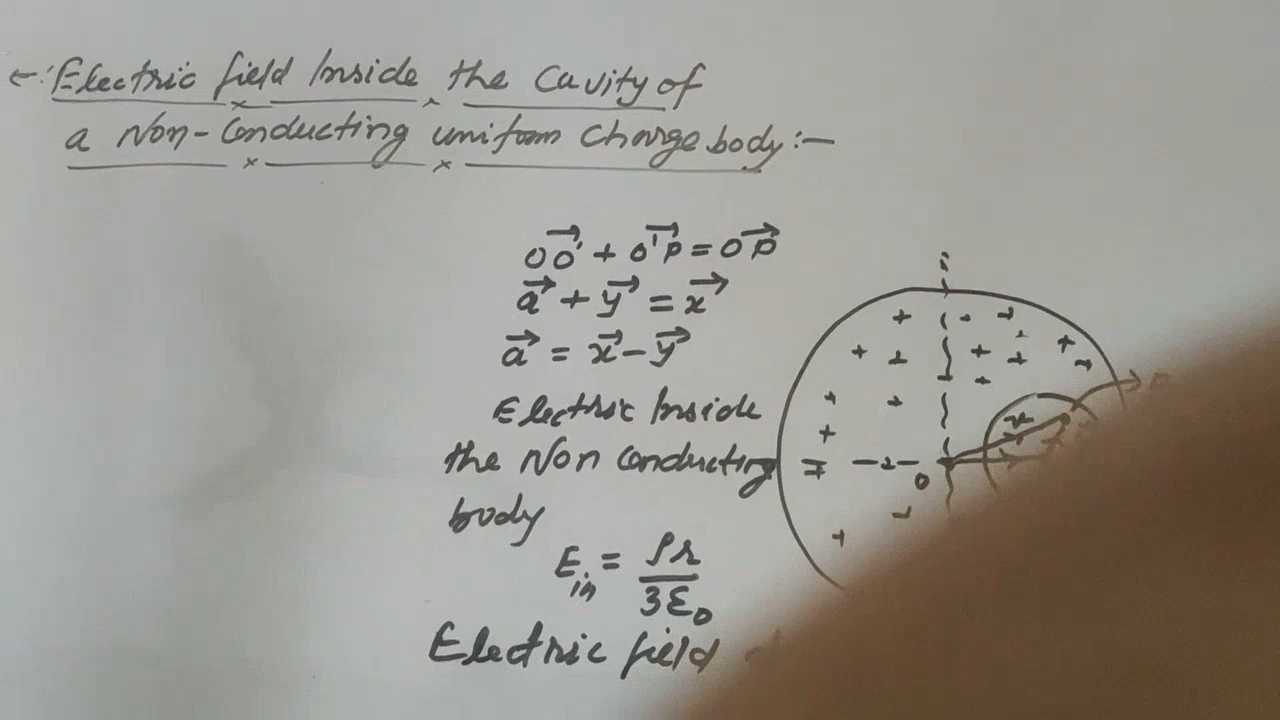 Electric field Inside the Cavity of
a Non-Conducting uniform Charge body:-
OO' + O'P = OP
a + y = x
a = x - y
Electric Inside
the Non Conducting
body
E_in = ρr / 3ε₀
Electric field
x
O